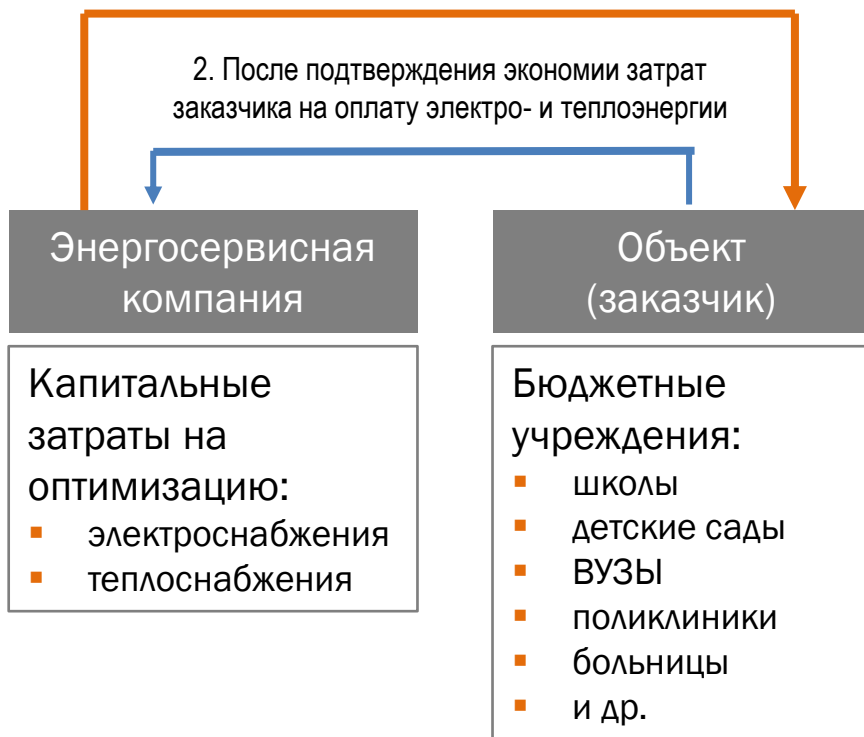 2. После подтверждения экономии затрат
заказчика на оплату электро- и теплоэнергии
Энергосервисная
компания
Объект
(заказчик)
Капитальные
затраты на
оптимизацию:
▪ электроснабжения
▪ теплоснабжения
Бюджетные
учреждения:
▪ школы
▪ детские сады
▪ ВУЗЫ
▪ поликлиники
▪ больницы
▪ и др.